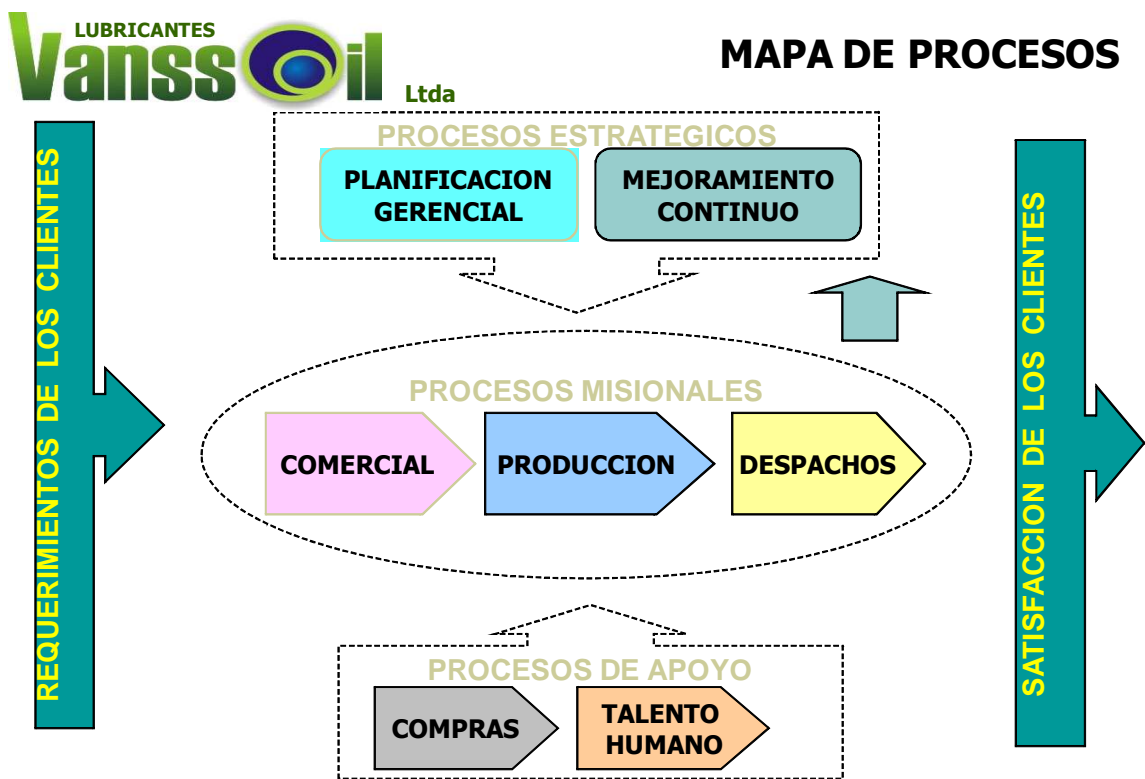 LUBRICANTES
Vanss Oil
Ltda
MAPA DE PROCESOS
REQUERIMIENTOS DE LOS CLIENTES
PROCESOS ESTRATEGICOS
PLANIFICACION
GERENCIAL
MEJORAMIENTO
CONTINUO
PROCESOS MISIONALES
COMERCIAL
PRODUCCION
DESPACHOS
PROCESOS DE APOYO
COMPRAS
TALENTO
HUMANO
SATISFACCION DE LOS CLIENTES